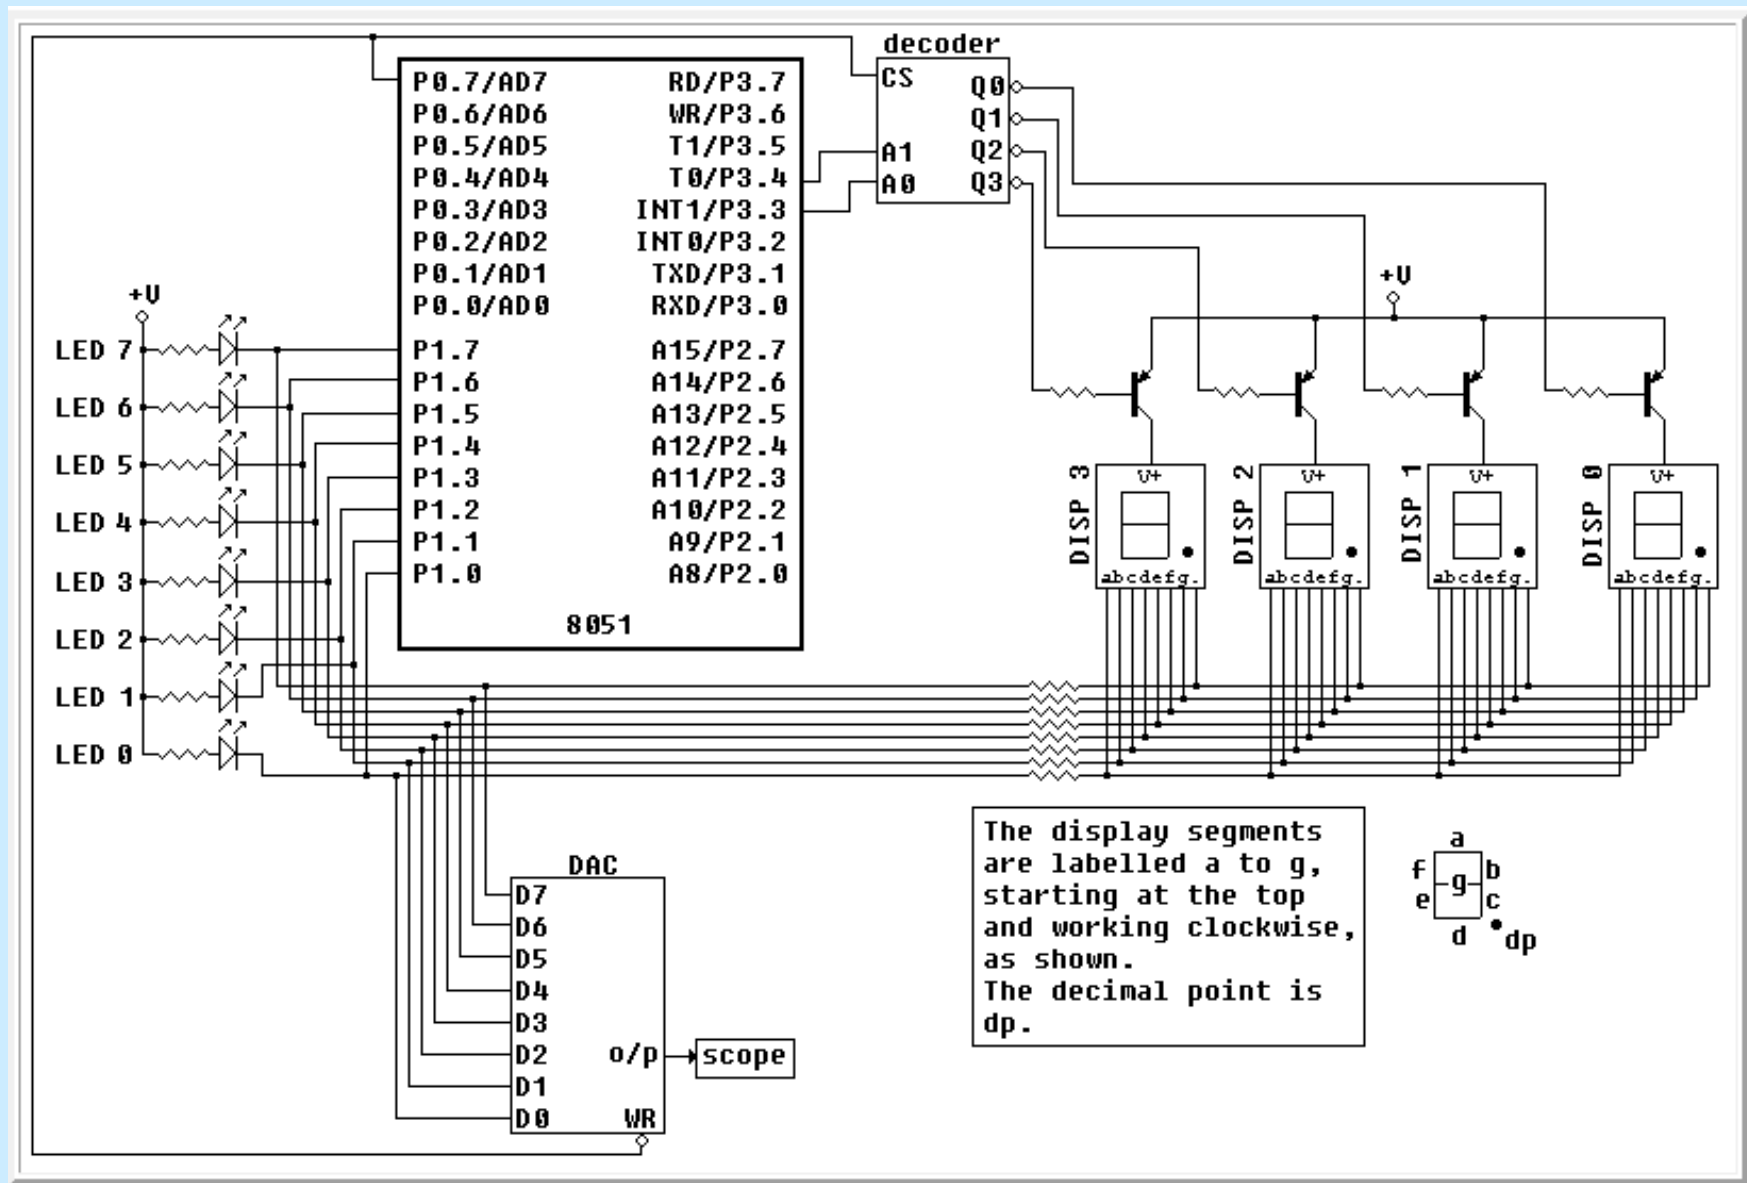 decoder
CS
Q0
Q1
A1
Q2
A0
Q3
P0.7/AD7 RD/P3.7
P0.6/AD6 WR/P3.6
P0.5/AD5 T1/P3.5
P0.4/AD4 T0/P3.4
P0.3/AD3 INT1/P3.3
P0.2/AD2 INT0/P3.2
P0.1/AD1 TXD/P3.1
P0.0/AD0 RXD/P3.0
P1.7 A15/P2.7
P1.6 A14/P2.6
P1.5 A13/P2.5
P1.4 A12/P2.4
P1.3 A11/P2.3
P1.2 A10/P2.2
P1.1 A9/P2.1
P1.0 A8/P2.0
8051
+V
LED 7
LED 6
LED 5
LED 4
LED 3
LED 2
LED 1
LED 0
+V
DISP 3
V+
abcdefg.
DISP 2
V+
abcdefg.
DISP 1
V+
abcdefg.
DISP 0
V+
abcdefg.
DAC
D7
D6
D5
D4
D3
D2
D1
D0
o/p
WR
scope
The display segments
are labelled a to g,
starting at the top
and working clockwise,
as shown.
The decimal point is
dp.
a
f b
g
e c
d dp